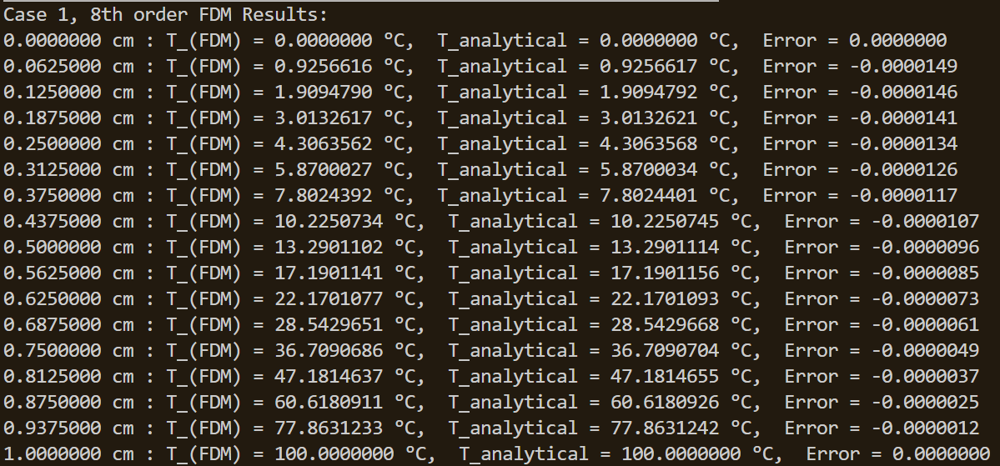 Case 1, 8th order FDM Results:
0.0000000 cm : T_(FDM) = 0.0000000 °C,  T_analytical = 0.0000000 °C,  Error = 0.0000000
0.0625000 cm : T_(FDM) = 0.9256616 °C,  T_analytical = 0.9256617 °C,  Error = -0.0000149
0.1250000 cm : T_(FDM) = 1.9094790 °C,  T_analytical = 1.9094792 °C,  Error = -0.0000146
0.1875000 cm : T_(FDM) = 3.0132617 °C,  T_analytical = 3.0132621 °C,  Error = -0.0000141
0.2500000 cm : T_(FDM) = 4.3063562 °C,  T_analytical = 4.3063568 °C,  Error = -0.0000134
0.3125000 cm : T_(FDM) = 5.8700027 °C,  T_analytical = 5.8700034 °C,  Error = -0.0000126
0.3750000 cm : T_(FDM) = 7.8024392 °C,  T_analytical = 7.8024401 °C,  Error = -0.0000117
0.4375000 cm : T_(FDM) = 10.2250734 °C,  T_analytical = 10.2250745 °C,  Error = -0.0000107
0.5000000 cm : T_(FDM) = 13.2901102 °C,  T_analytical = 13.2901114 °C,  Error = -0.0000096
0.5625000 cm : T_(FDM) = 17.1901141 °C,  T_analytical = 17.1901156 °C,  Error = -0.0000085
0.6250000 cm : T_(FDM) = 22.1701077 °C,  T_analytical = 22.1701093 °C,  Error = -0.0000073
0.6875000 cm : T_(FDM) = 28.5429651 °C,  T_analytical = 28.5429668 °C,  Error = -0.0000061
0.7500000 cm : T_(FDM) = 36.7090686 °C,  T_analytical = 36.7090704 °C,  Error = -0.0000049
0.8125000 cm : T_(FDM) = 47.1814637 °C,  T_analytical = 47.1814655 °C,  Error = -0.0000037
0.8750000 cm : T_(FDM) = 60.6180911 °C,  T_analytical = 60.6180926 °C,  Error = -0.0000025
0.9375000 cm : T_(FDM) = 77.8631233 °C,  T_analytical = 77.8631242 °C,  Error = -0.0000012
1.0000000 cm : T_(FDM) = 100.0000000 °C,  T_analytical = 100.0000000 °C,  Error = 0.0000000